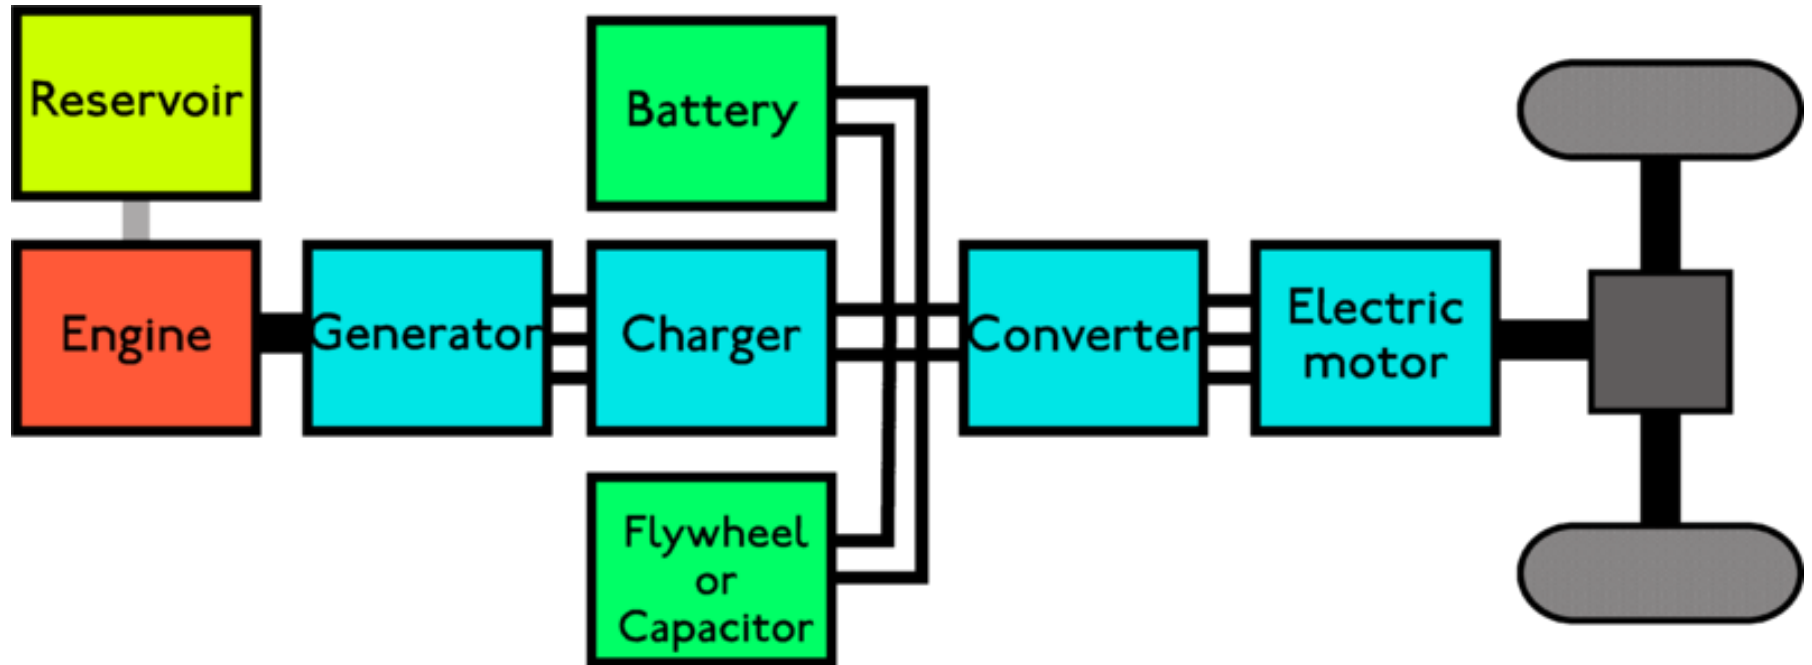 Reservoir
Battery
Engine
Generator
Charger
Converter
Electric
motor
Flywheel
or
Capacitor